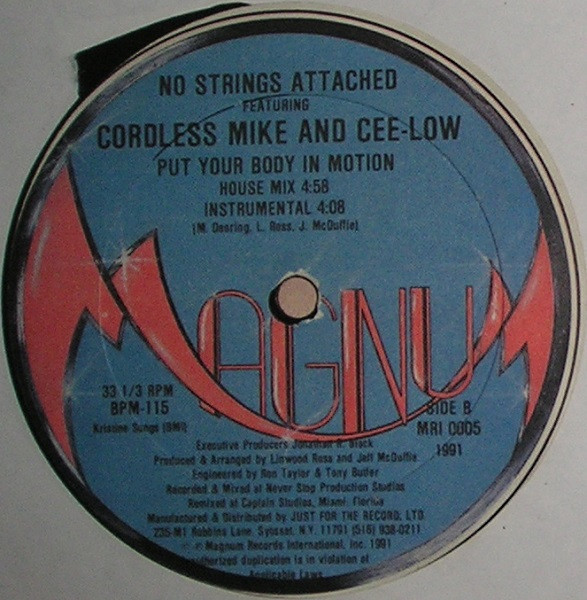 NO STRINGS ATTACHED
FEATURING
CORDLESS MIKE AND CEE-LOW
PUT YOUR BODY IN MOTION
HOUSE MIX 4:58
INSTRUMENTAL 4:08
(M. Deering, L. Ross, J. McDuffie)
MAGNUM
33 1/3 RPM
BPM-115
Krisone Songs (BMI)
SIDE B
MRI 0005
1991
Executive Producers Jonathan R. Black
Produced & Arranged by Linwood Ross and Jeff McDuffie
Engineered by Ron Taylor & Tony Butler
Recorded & Mixed at Never Stop Production Studios
Remixed at Captain Studios, Miami, Florida
Manufactured & Distributed by JUST FOR THE RECORD, LTD.
235-M1 Robbins Lane, Syosset, N.Y. 11791 (516) 938-0211
© ℗ Magnum Records International, Inc. 1991
duplication is in violation of
Applicable Laws